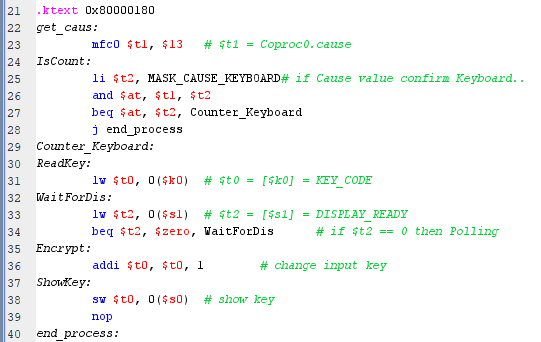 21 .ktext 0x80000180
22 get_caus:
23 mfc0 $t1, $13 # $t1 = Coproc0.cause
24 IsCount:
25 li $t2, MASK_CAUSE_KEYBOARD# if Cause value confirm Keyboard..
26 and $at, $t1, $t2
27 beq $at, $t2, Counter_Keyboard
28 j end_process
29 Counter_Keyboard:
30 ReadKey:
31 lw $t0, 0($k0) # $t0 = [$k0] = KEY_CODE
32 WaitForDis:
33 lw $t2, 0($s1) # $t2 = [$s1] = DISPLAY_READY
34 beq $t2, $zero, WaitForDis # if $t2 == 0 then Polling
35 Encrypt:
36 addi $t0, $t0, 1 # change input key
37 ShowKey:
38 sw $t0, 0($s0) # show key
39 nop
40 end_process: